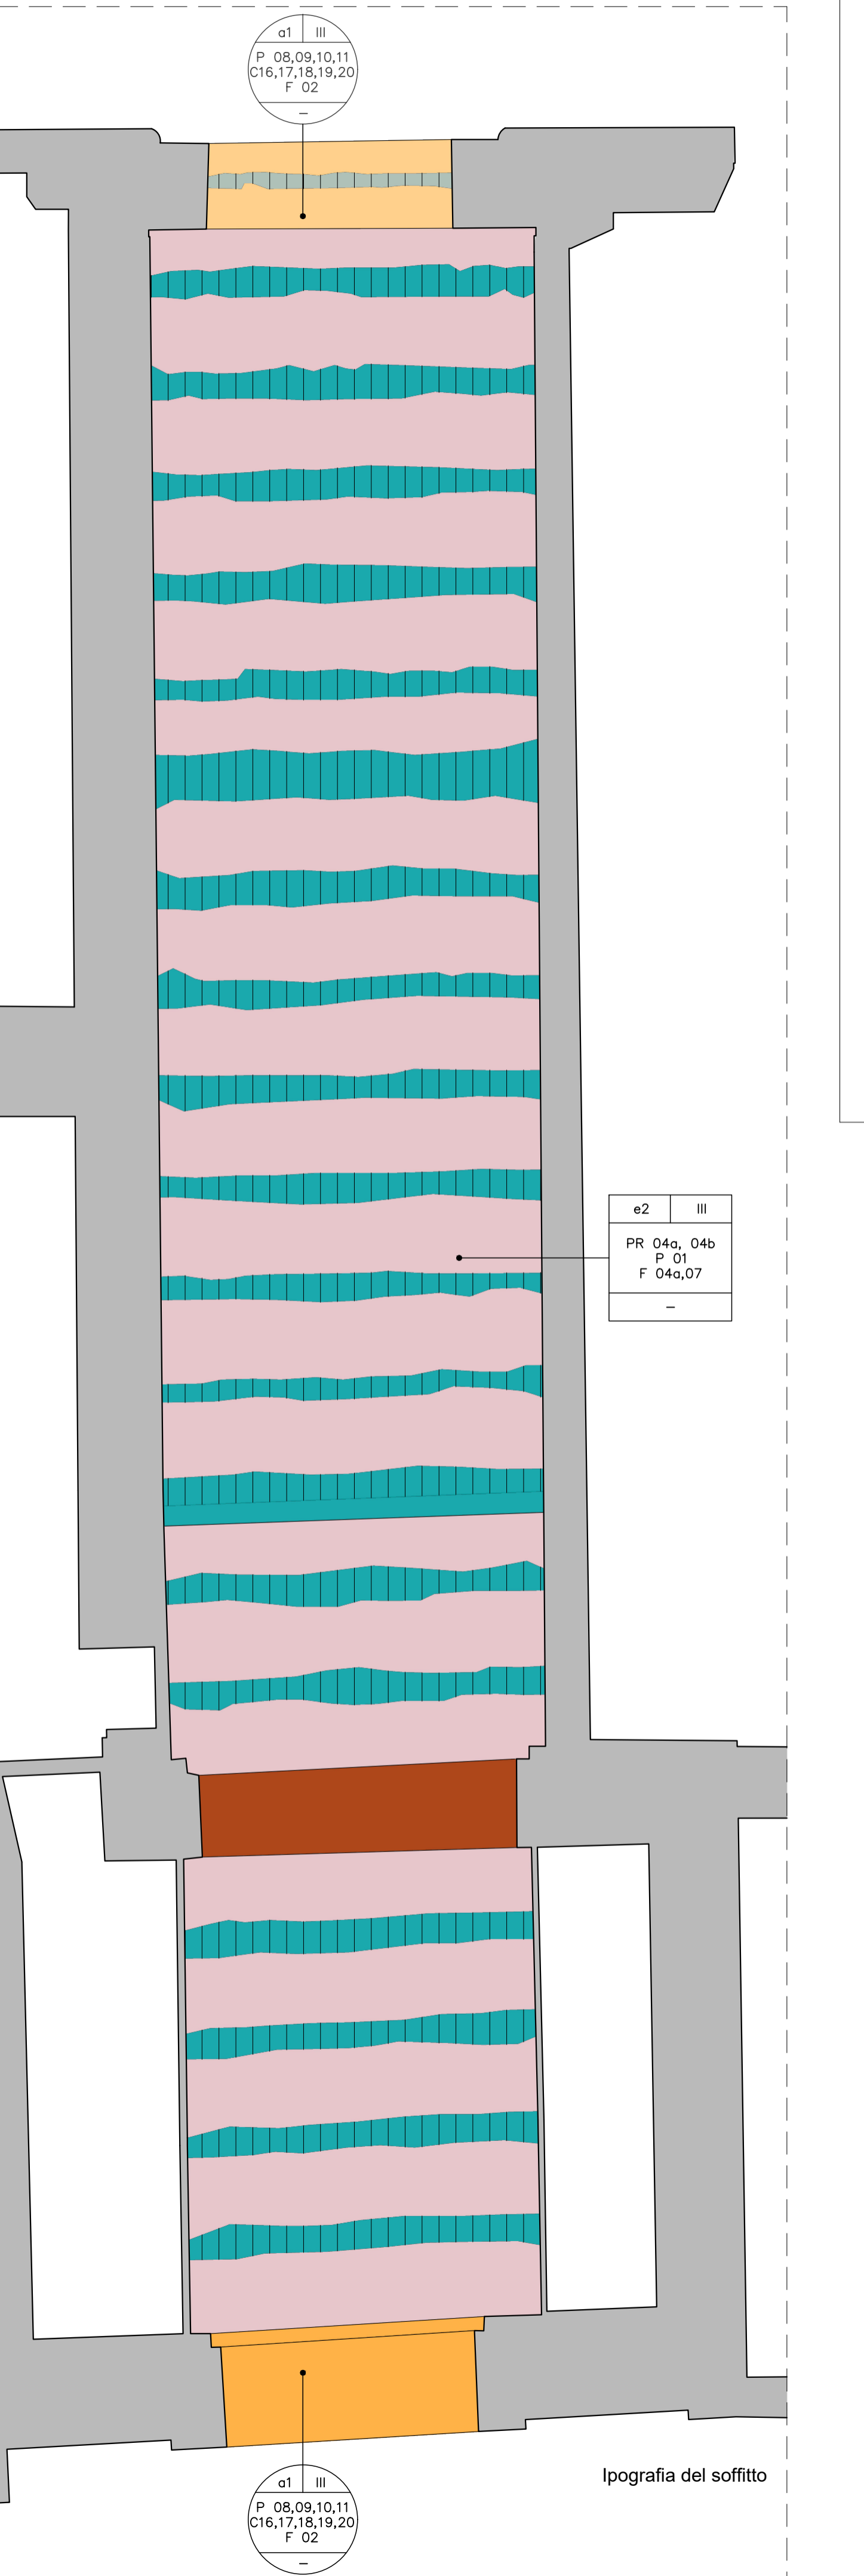 a1 III
P 08,09,10,11
C16,17,18,19,20
F 02
–
e2 III
PR 04a, 04b
P 01
F 04a,07
–
Ipografia del soffitto
a1 III
P 08,09,10,11
C16,17,18,19,20
F 02
–